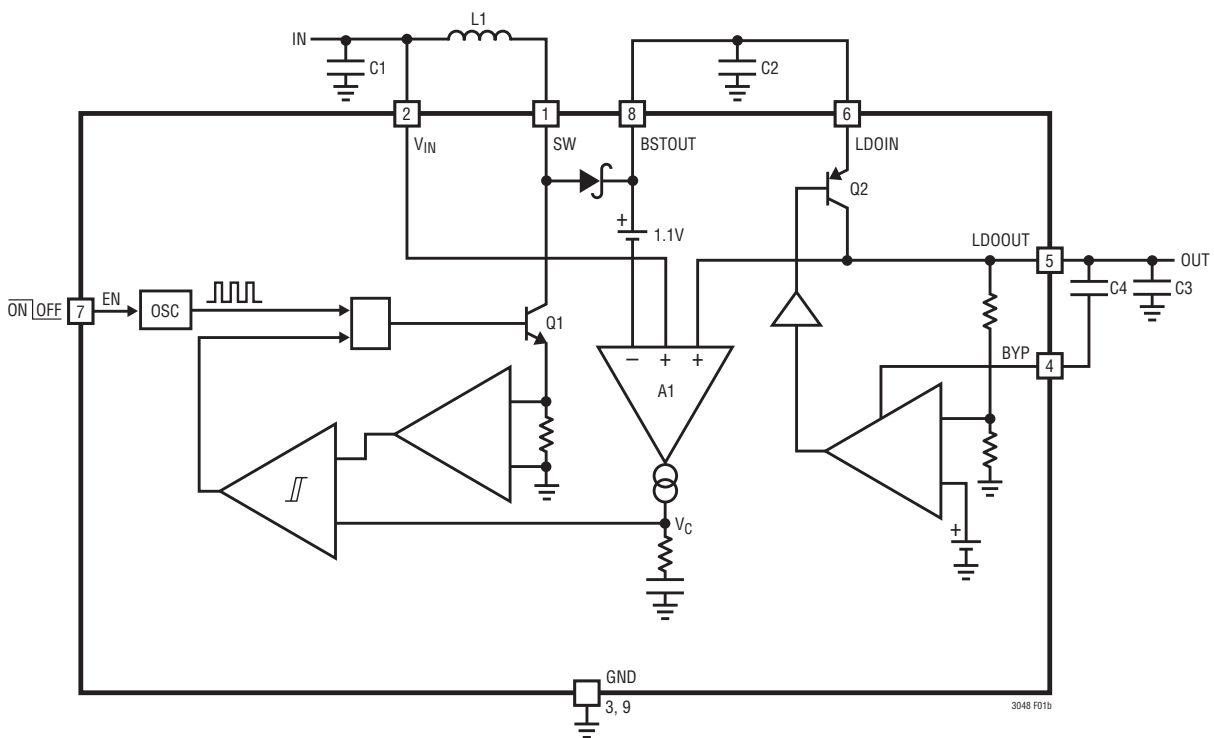 L1
IN
C1
C2
2
1
8
6
VIN
SW
BSTOUT
LDOIN
Q2
+
1.1V
LDOOUT
5
OUT
C4
C3
ON OFF
7
EN
OSC
Q1
BYP
4
− + +
A1
+
VC
GND
3, 9
3048 F01b